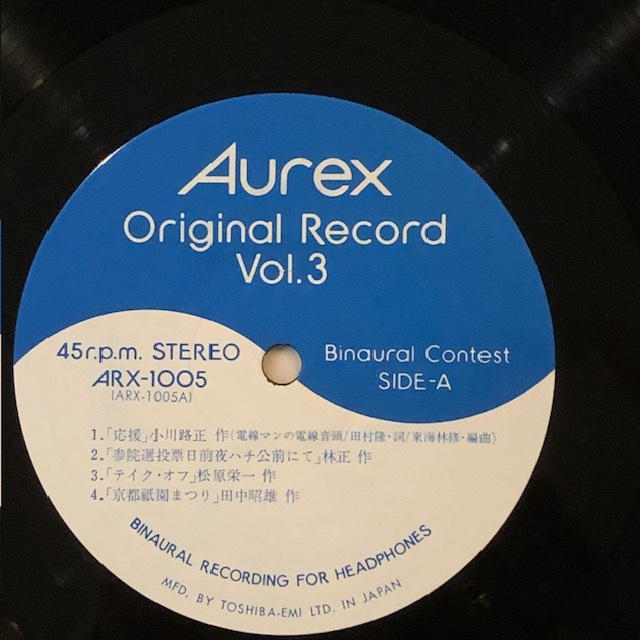 Aurex
Original Record
Vol.3
45r.p.m. STEREO
ARX-1005
(ARX-1005A)
Binaural Contest
SIDE-A
1.「応援」小川路正 作(電線マンの電線音頭/田村隆・詞/東海林修・編曲)
2.「参院選投票日前夜ハチ公前にて」林正 作
3.「テイク・オフ」松原栄一 作
4.「京都祇園まつり」田中昭雄 作
BINAURAL RECORDING FOR HEADPHONES
MFD. BY TOSHIBA-EMI LTD. IN JAPAN